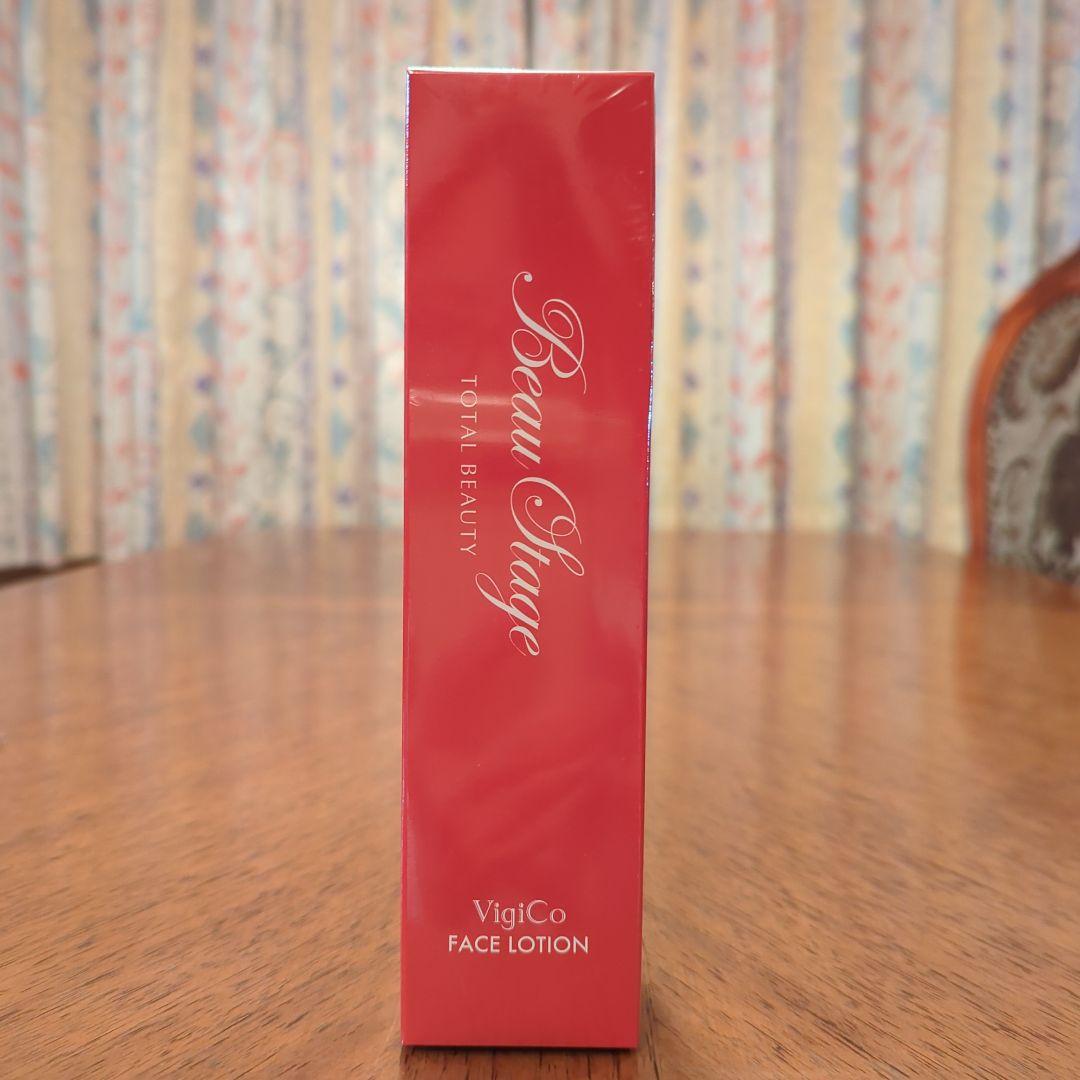 Beau Stage
TOTAL BEAUTY
VigiCo
FACE LOTION